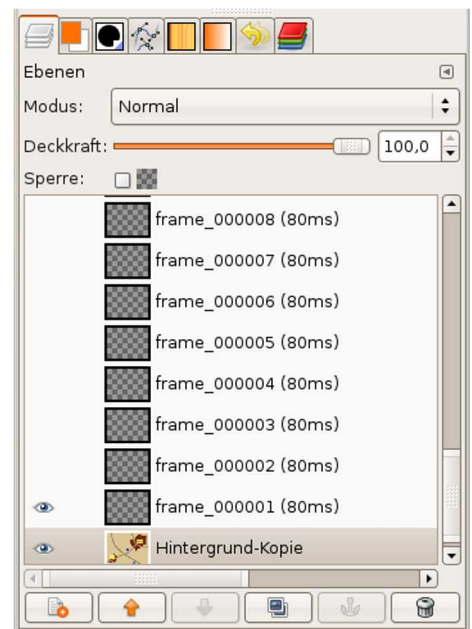 Ebenen
Modus: Normal
Deckkraft: 100,0
Sperre:
frame_000008 (80ms)
frame_000007 (80ms)
frame_000006 (80ms)
frame_000005 (80ms)
frame_000004 (80ms)
frame_000003 (80ms)
frame_000002 (80ms)
frame_000001 (80ms)
Hintergrund-Kopie